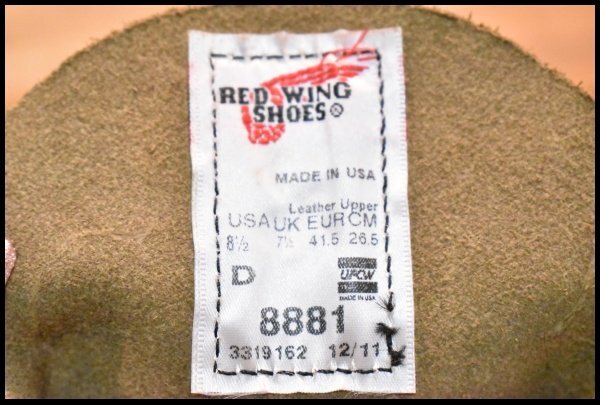 RED WING
SHOES®
MADE IN USA
Leather Upper
USA UK EUR CM
8½ 7½ 41.5 26.5
D
UFCW
MADE IN USA
8881
3319162 12/11